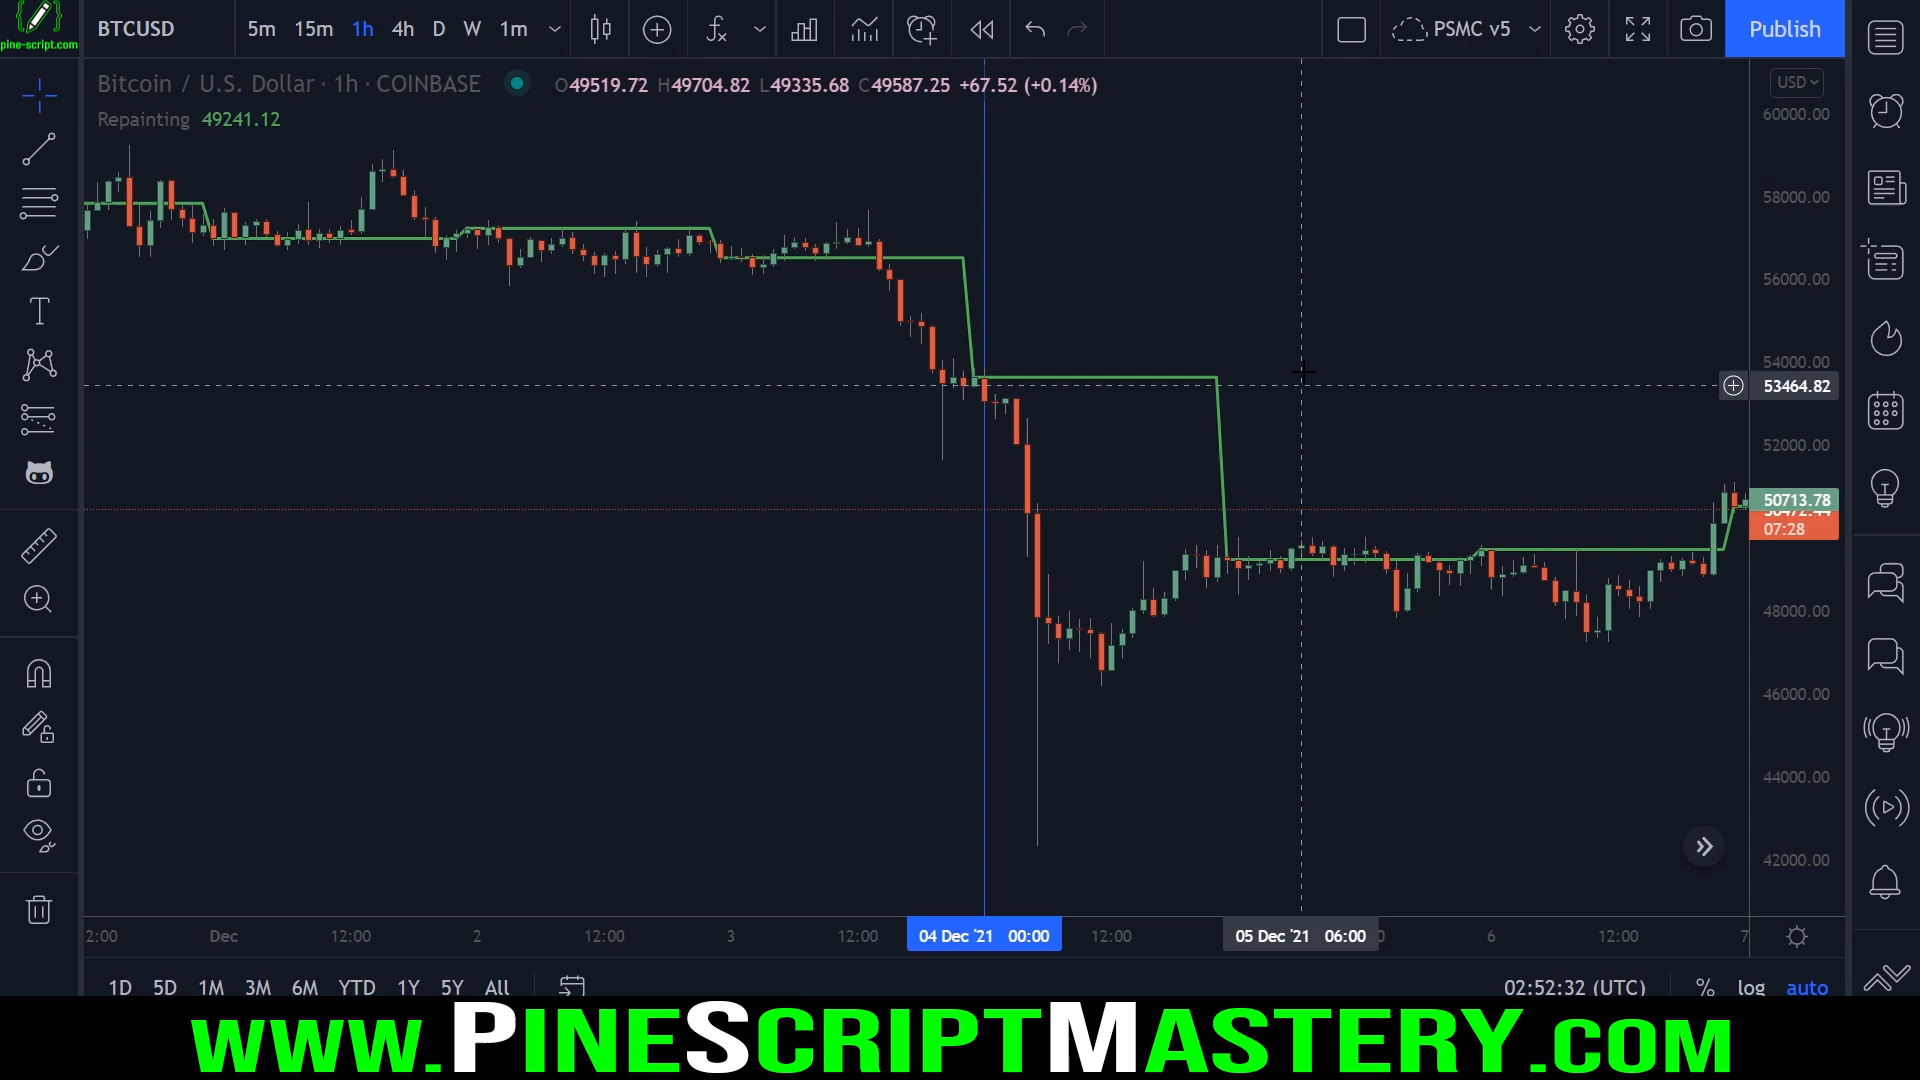 pine-script.com
BTCUSD 5m 15m 1h 4h D W 1m PSMC v5 Publish
Bitcoin / U.S. Dollar · 1h · COINBASE O49519.72 H49704.82 L49335.68 C49587.25 +67.52 (+0.14%)
USD
Repainting 49241.12
60000.00
58000.00
56000.00
54000.00
53464.82
52000.00
50713.78
07:28
48000.00
46000.00
44000.00
42000.00
2:00 Dec 12:00 2 12:00 3 12:00 04 Dec '21 00:00 12:00 05 Dec '21 06:00 6 12:00 7
1D 5D 1M 3M 6M YTD 1Y 5Y All 02:52:32 (UTC) % log auto
www.PineScriptMastery.com